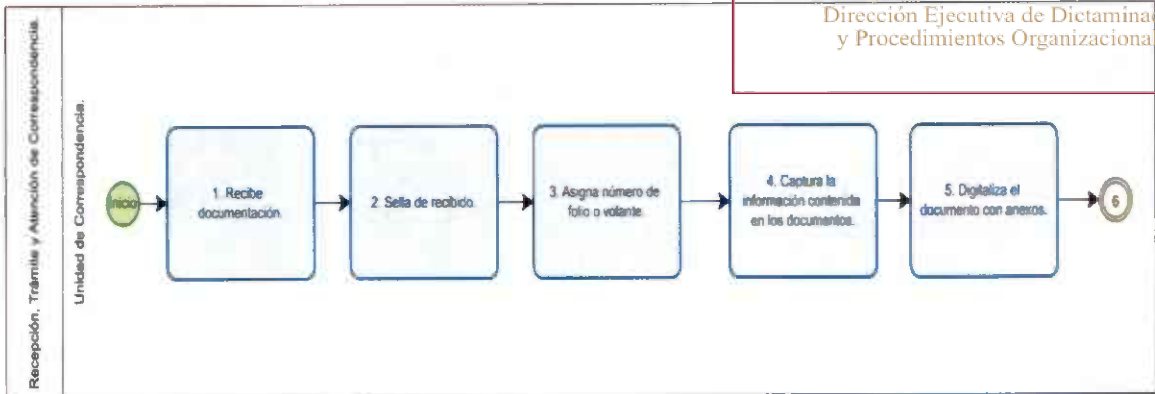 Dirección Ejecutiva de Dictamina
y Procedimientos Organizaciona
Recepción, Trámite y Atención de Correspondencia.
Unidad de Correspondencia.
Inicio
1. Recibe
documentación.
2. Sella de recibido.
3. Asigna número de
folio o volante.
4. Captura la
información contenida
en los documentos.
5. Digitaliza el
documento con anexos.
6